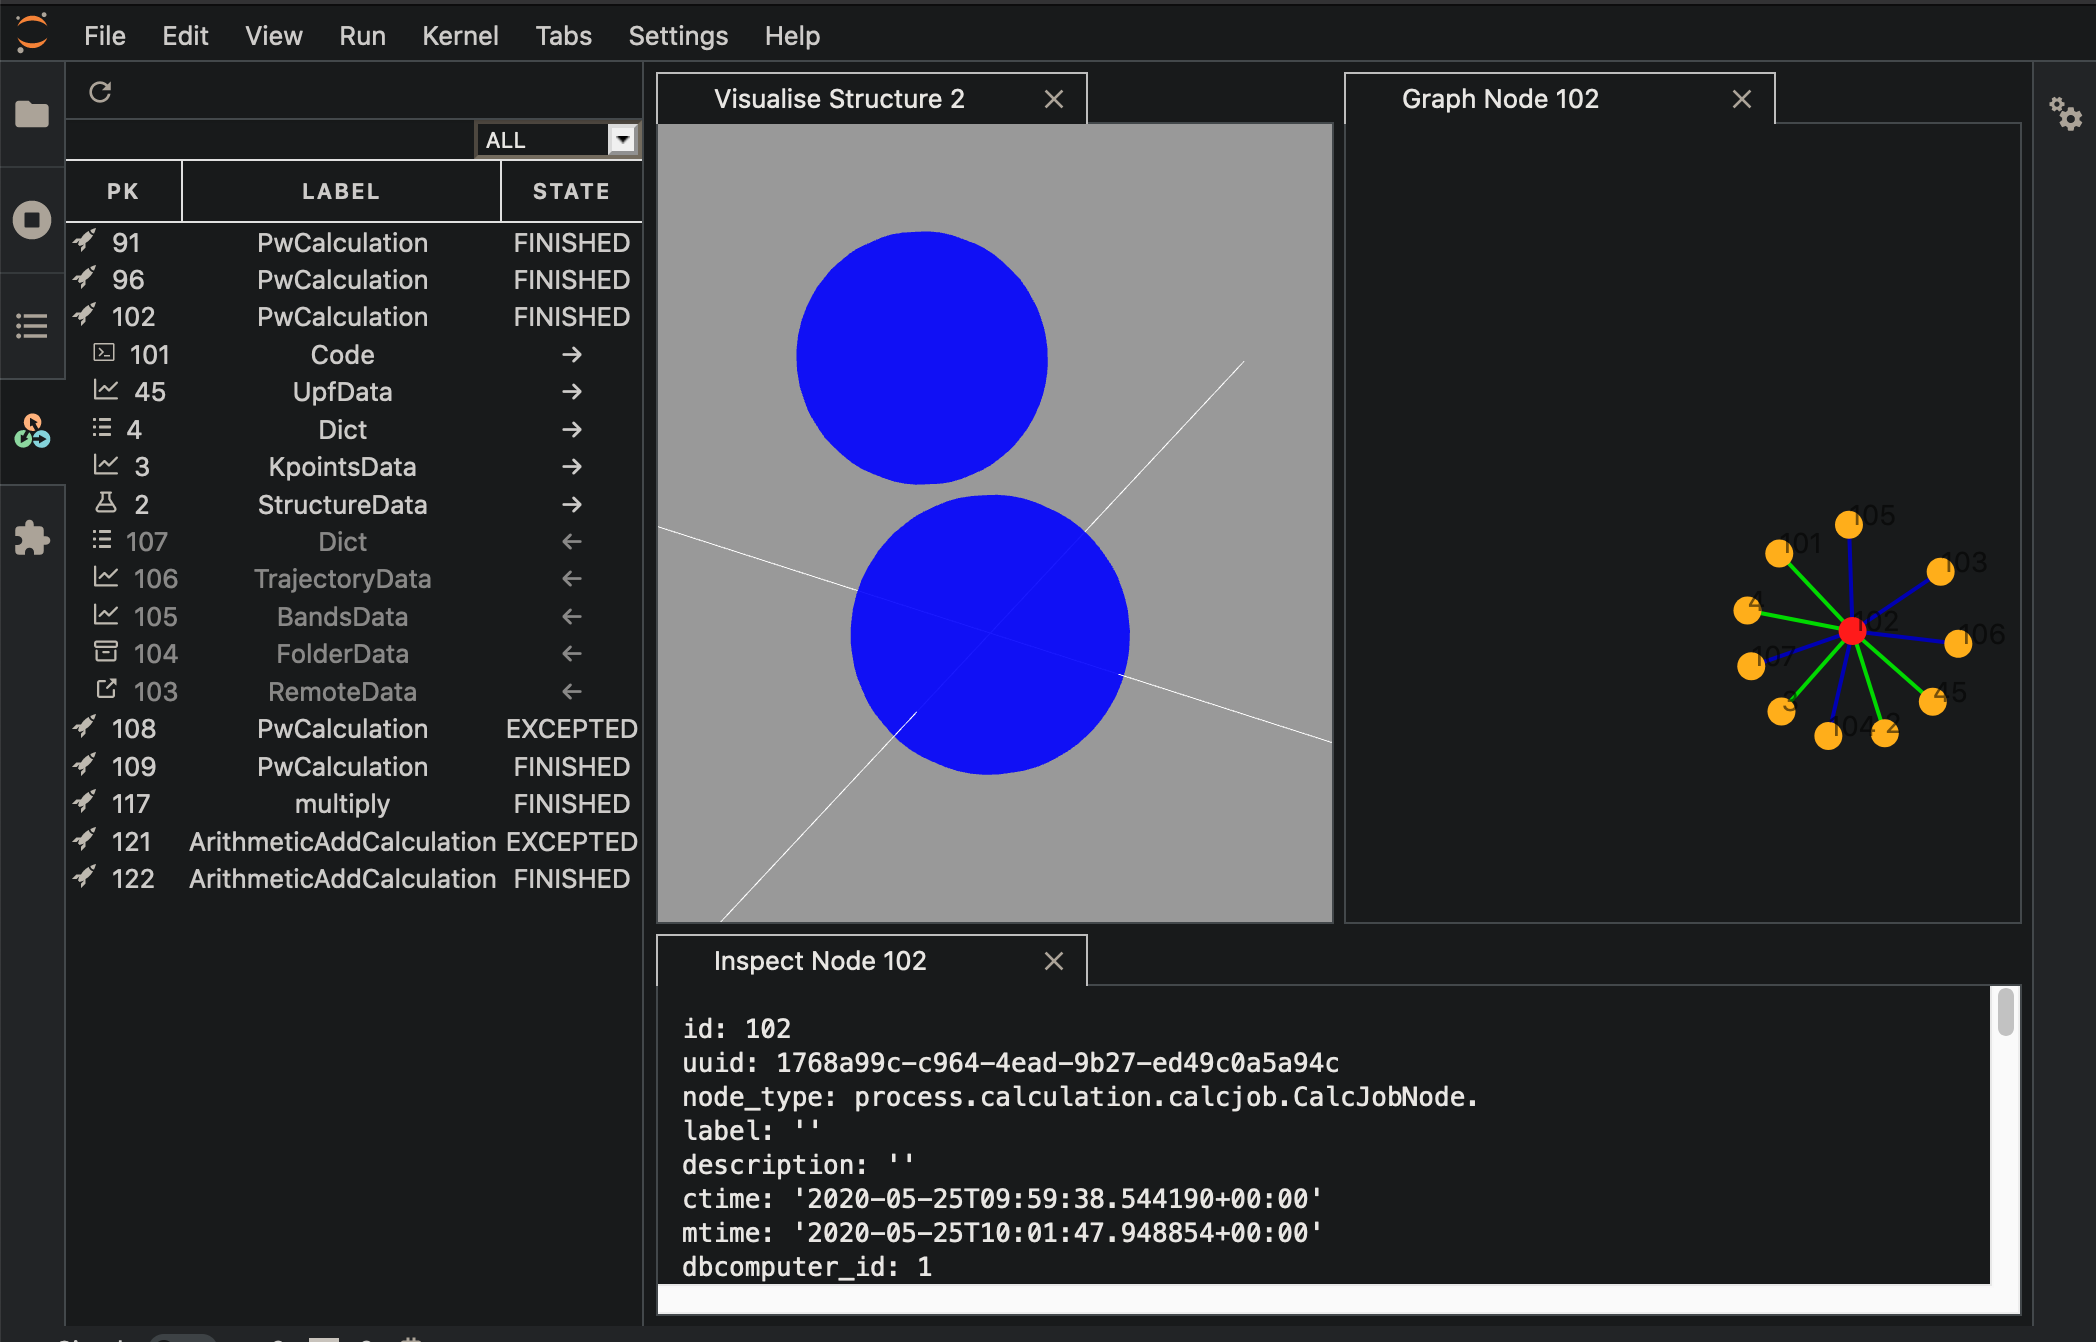 File Edit View Run Kernel Tabs Settings Help
ALL
PK LABEL STATE
91 PwCalculation FINISHED
96 PwCalculation FINISHED
102 PwCalculation FINISHED
101 Code →
45 UpfData →
4 Dict →
3 KpointsData →
2 StructureData →
107 Dict ←
106 TrajectoryData ←
105 BandsData ←
104 FolderData ←
103 RemoteData ←
108 PwCalculation EXCEPTED
109 PwCalculation FINISHED
117 multiply FINISHED
121 ArithmeticAddCalculation EXCEPTED
122 ArithmeticAddCalculation FINISHED
Visualise Structure 2
Graph Node 102
105
101
103
4
102
106
107
45
3
104
2
Inspect Node 102
id: 102
uuid: 1768a99c-c964-4ead-9b27-ed49c0a5a94c
node_type: process.calculation.calcjob.CalcJobNode.
label: ''
description: ''
ctime: '2020-05-25T09:59:38.544190+00:00'
mtime: '2020-05-25T10:01:47.948854+00:00'
dbcomputer_id: 1